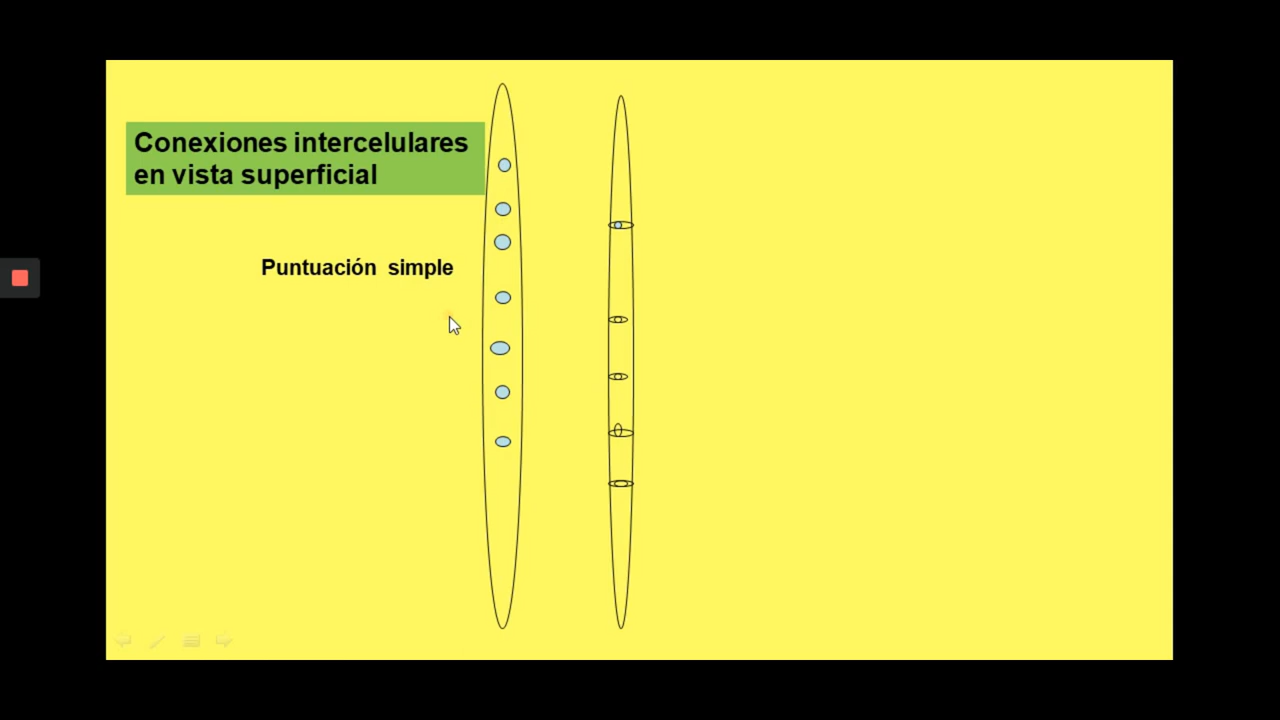 Conexiones intercelulares
en vista superficial
Puntuación simple